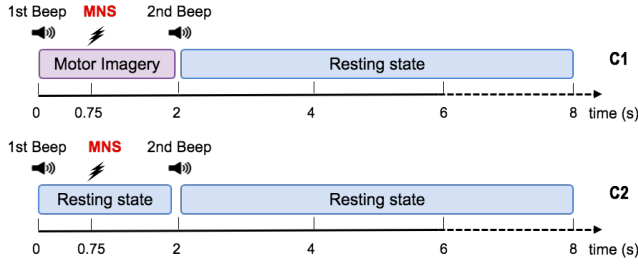 1st Beep MNS 2nd Beep
Motor Imagery Resting state C1
0 0.75 2 4 6 8 time (s)
1st Beep MNS 2nd Beep
Resting state Resting state C2
0 0.75 2 4 6 8 time (s)